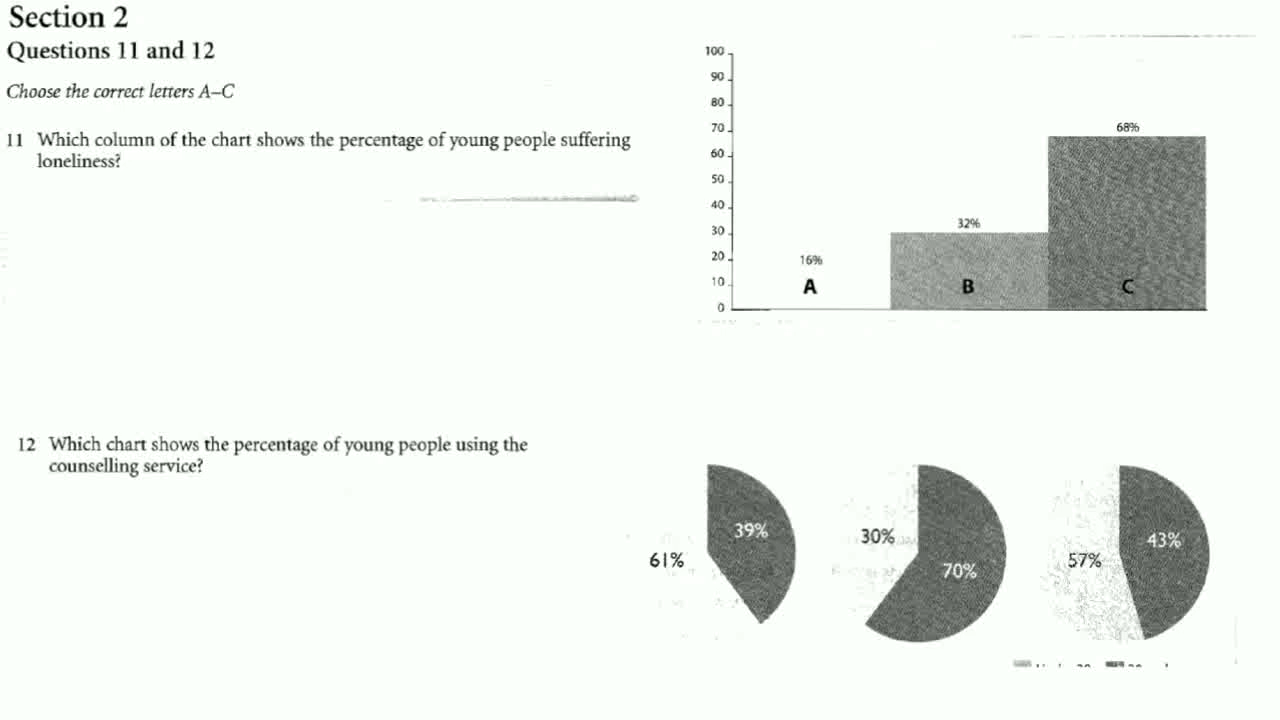 Section 2
Questions 11 and 12
Choose the correct letters A–C
11 Which column of the chart shows the percentage of young people suffering
loneliness?
100
90
80
70
60
50
40
30
20
10
0
16%
A
32%
B
68%
C
12 Which chart shows the percentage of young people using the
counselling service?
61%
39%
30%
70%
57%
43%